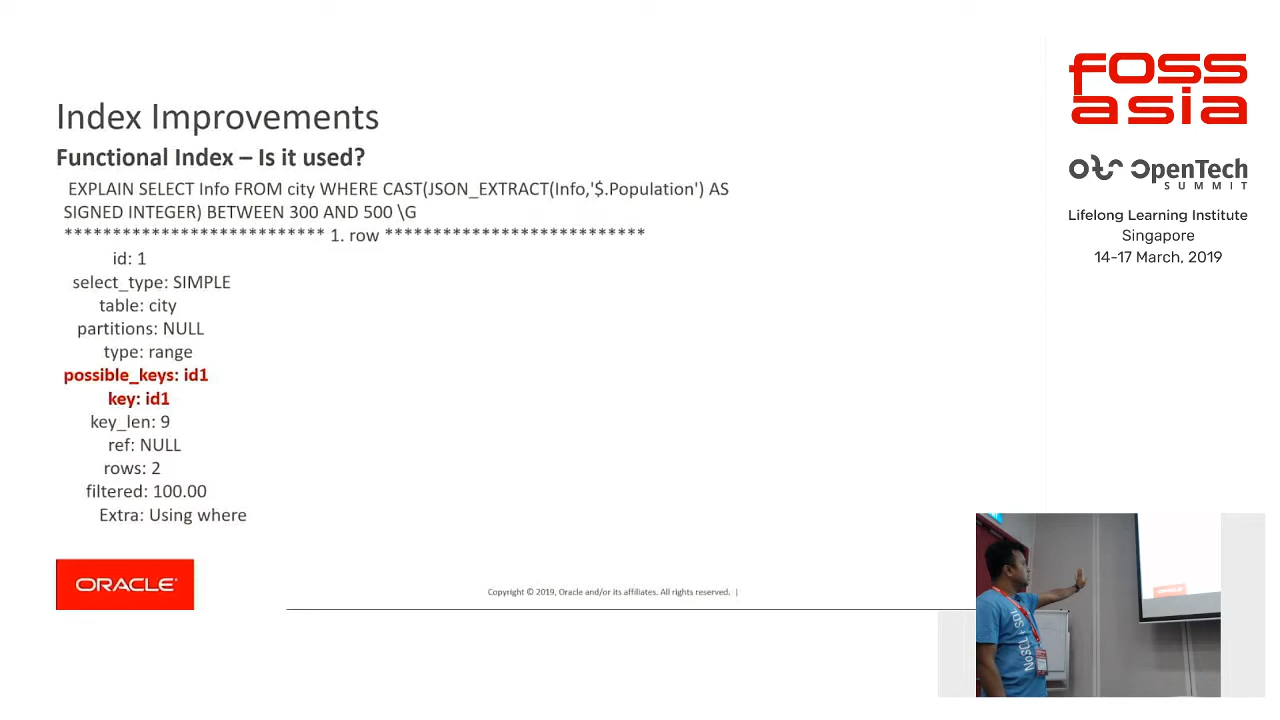 Index Improvements
Functional Index – Is it used?
EXPLAIN SELECT Info FROM city WHERE CAST(JSON_EXTRACT(Info,'$.Population') AS
SIGNED INTEGER) BETWEEN 300 AND 500 \G
*************************** 1. row ***************************
id: 1
select_type: SIMPLE
table: city
partitions: NULL
type: range
possible_keys: id1
key: id1
key_len: 9
ref: NULL
rows: 2
filtered: 100.00
Extra: Using where
ORACLE
Copyright © 2019, Oracle and/or its affiliates. All rights reserved. |
FOSS
asia
OpenTech
SUMMIT
Lifelong Learning Institute
Singapore
14-17 March, 2019
NoSQL + SQL
ORACLE